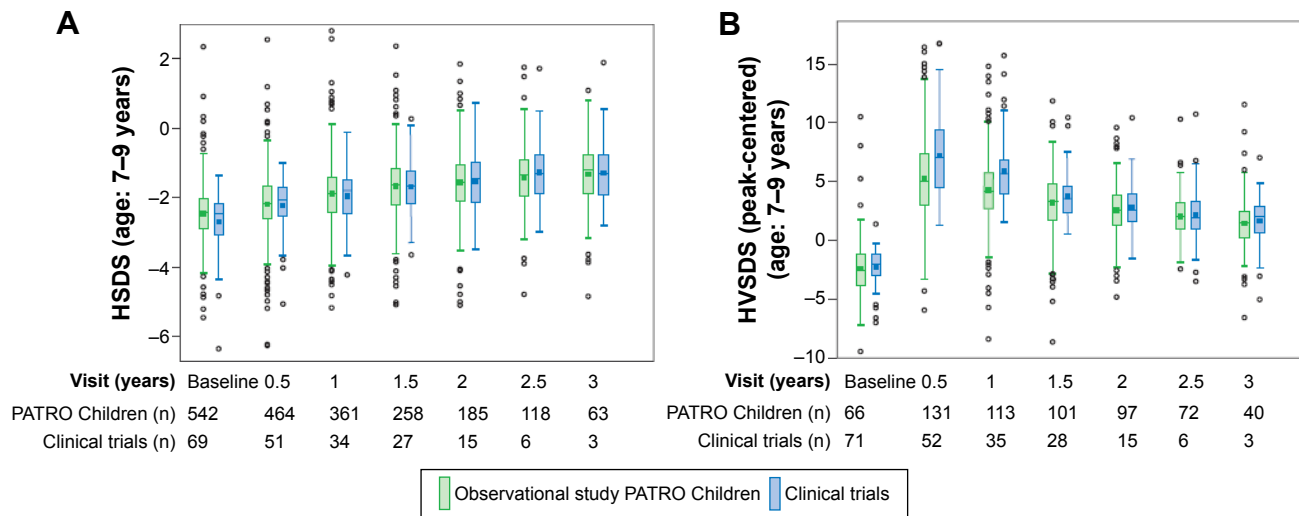 A
HSDS (age: 7–9 years)
2
0
–2
–4
–6
Visit (years) Baseline 0.5 1 1.5 2 2.5 3
PATRO Children (n) 542 464 361 258 185 118 63
Clinical trials (n) 69 51 34 27 15 6 3
B
HVSDS (peak-centered)
(age: 7–9 years)
15
10
5
0
–5
–10
Visit (years) Baseline 0.5 1 1.5 2 2.5 3
PATRO Children (n) 66 131 113 101 97 72 40
Clinical trials (n) 71 52 35 28 15 6 3
Observational study PATRO Children Clinical trials